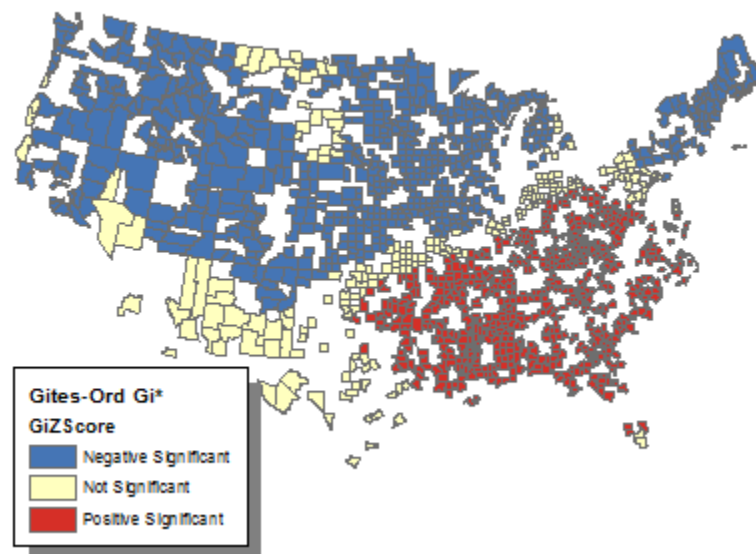 Gites-Ord Gi*
GiZScore
Negative Significant
Not Significant
Positive Significant